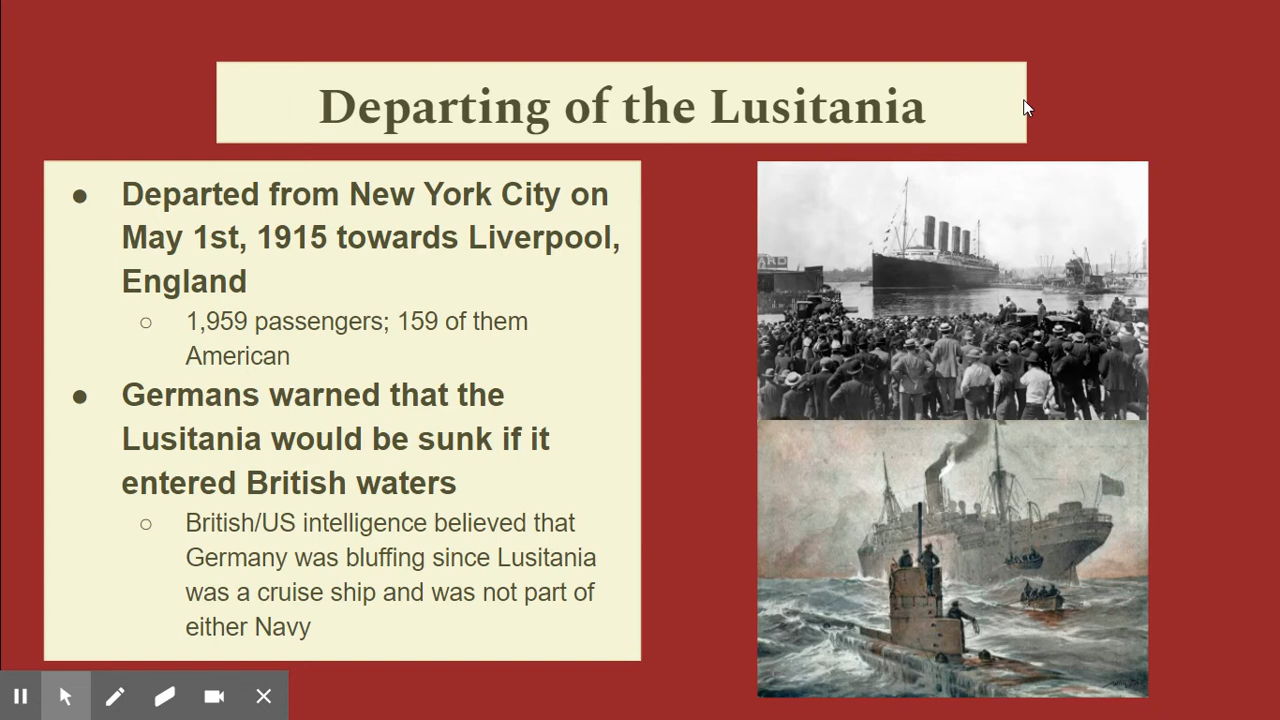 Departing of the Lusitania
● Departed from New York City on
May 1st, 1915 towards Liverpool,
England
○ 1,959 passengers; 159 of them
American
● Germans warned that the
Lusitania would be sunk if it
entered British waters
○ British/US intelligence believed that
Germany was bluffing since Lusitania
was a cruise ship and was not part of
either Navy
ARD